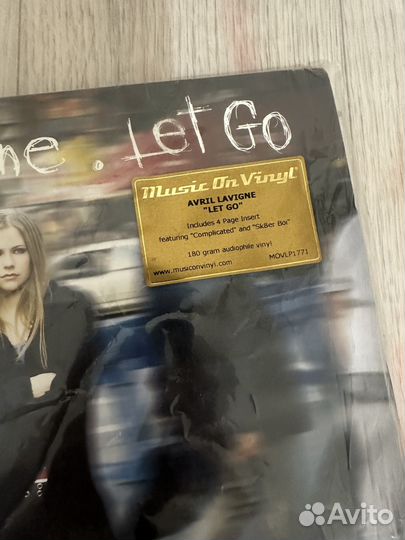 ne . Let Go
Music On Vinyl
AVRIL LAVIGNE
"LET GO"
Includes 4 Page Insert
featuring "Complicated" and "Sk8er Boi"
180 gram audiophile vinyl
www.musiconvinyl.com MOVLP1771
Avito